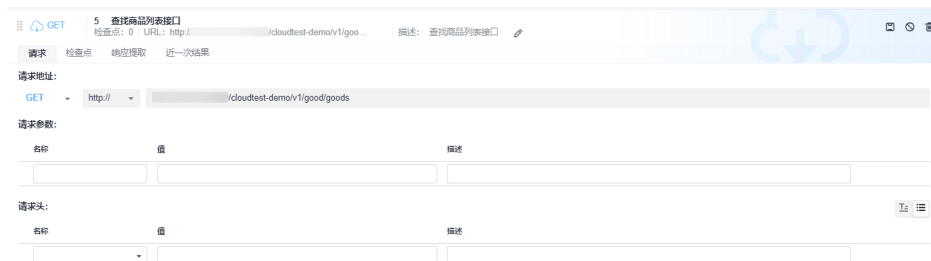 GET 5 查找商品列表接口
检查点: 0 URL: http:/ /cloudtest-demo/v1/goo... 描述: 查找商品列表接口
请求 检查点 响应提取 近一次结果
请求地址:
GET http:// /cloudtest-demo/v1/good/goods
请求参数:
名称 值 描述
请求头:
名称 值 描述